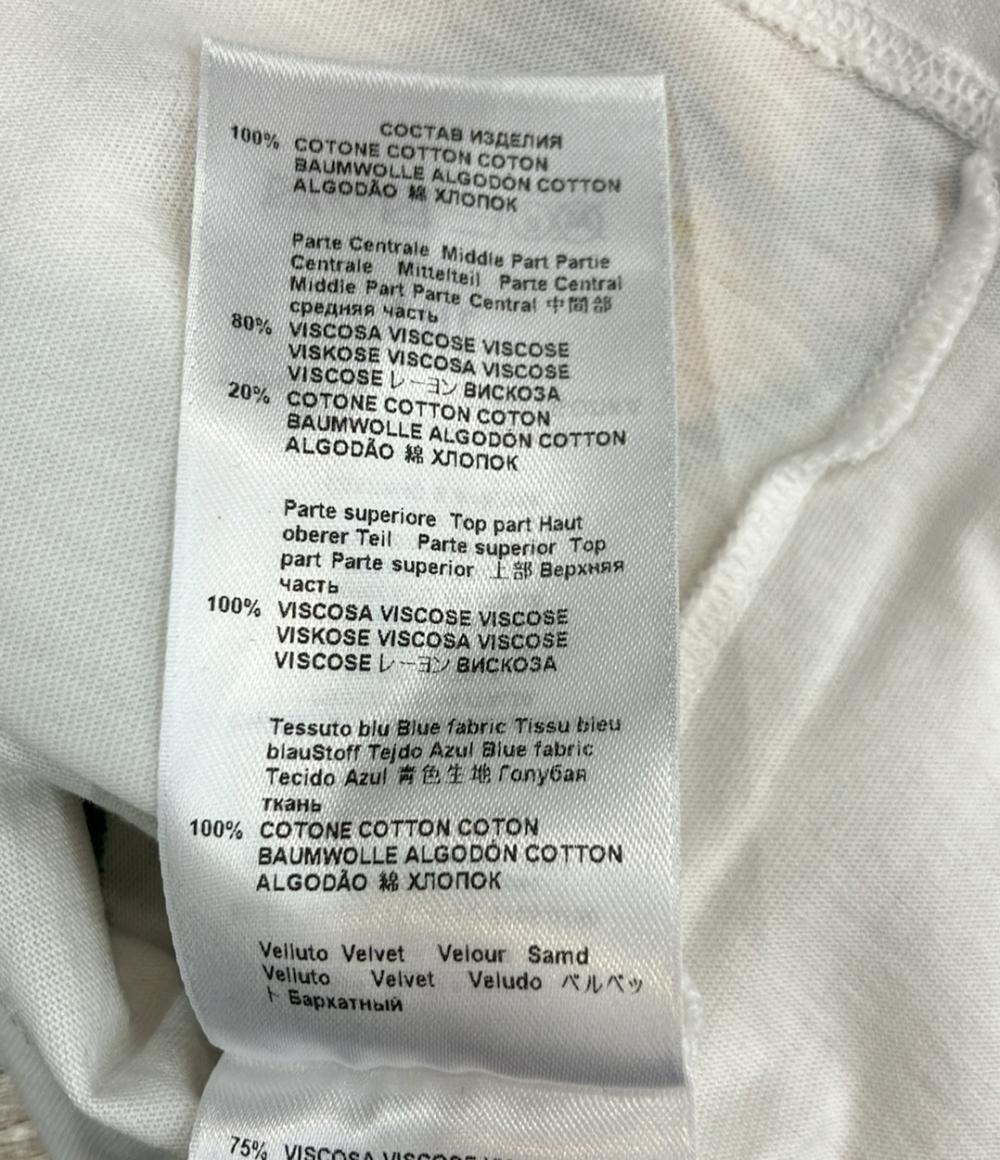 СОСТАВ ИЗДЕЛИЯ
100% COTONE COTTON COTON
BAUMWOLLE ALGODÓN COTTON
ALGODÃO 綿 ХЛОПОК
Parte Centrale Middle Part Partie
Centrale Mittelteil Parte Central
Middle Part Parte Central 中間部
средняя часть
80% VISCOSA VISCOSE VISCOSE
VISKOSE VISCOSA VISCOSE
VISCOSE レーヨン ВИСКОЗА
20% COTONE COTTON COTON
BAUMWOLLE ALGODÓN COTTON
ALGODÃO 綿 ХЛОПОК
Parte superiore Top part Haut
oberer Teil Parte superior Top
part Parte superior 上部 Верхняя
часть
100% VISCOSA VISCOSE VISCOSE
VISKOSE VISCOSA VISCOSE
VISCOSE レーヨン ВИСКОЗА
Tessuto blu Blue fabric Tissu bleu
blauStoff Tejdo Azul Blue fabric
Tecido Azul 青色生地 Голубая
ткань
100% COTONE COTTON COTON
BAUMWOLLE ALGODÓN COTTON
ALGODÃO 綿 ХЛОПОК
Velluto Velvet Velour Samd
Velluto Velvet Veludo ベルベッ
ト Бархатный
75% VISCOSA VISCOSE